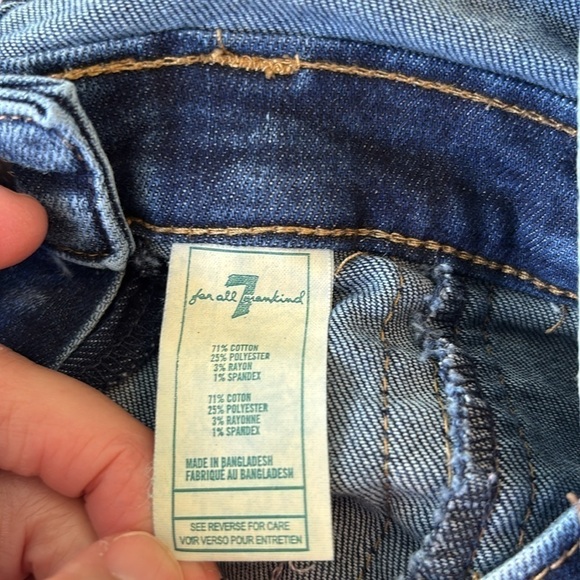 7
for all mankind
71% COTTON
25% POLYESTER
3% RAYON
1% SPANDEX
71% COTON
25% POLYESTER
3% RAYONNE
1% SPANDEX
MADE IN BANGLADESH
FABRIQUÉ AU BANGLADESH
SEE REVERSE FOR CARE
VOIR VERSO POUR ENTRETIEN